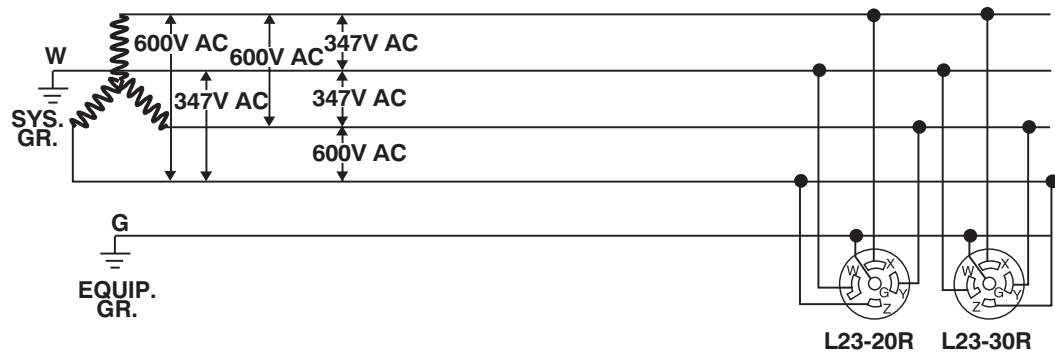 W
SYS.
GR.
600V AC
600V AC
347V AC
347V AC
347V AC
600V AC
G
EQUIP.
GR.
W
X
G
Y
Z
L23-20R
W
X
G
Y
Z
L23-30R